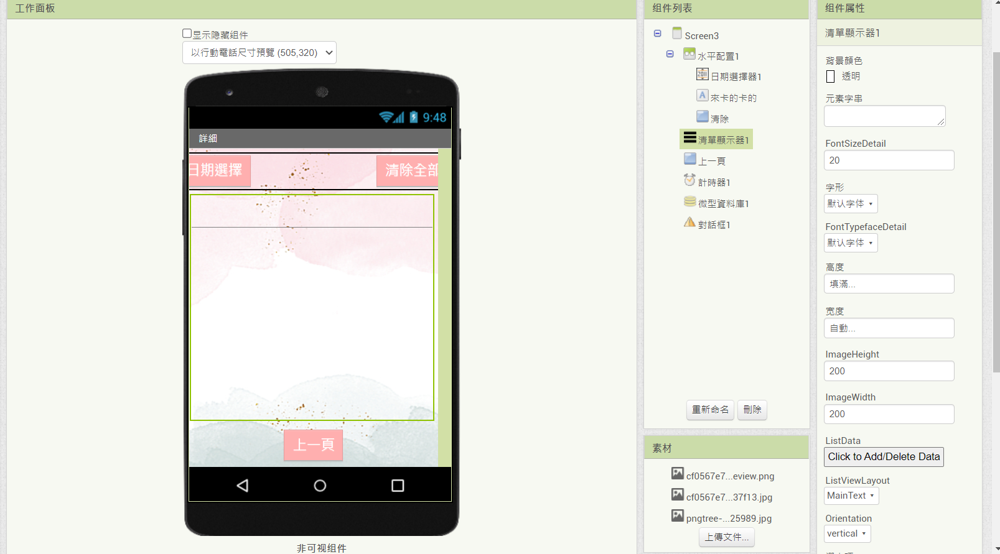 工作面板
显示隐藏组件
以行動電話尺寸預覽 (505,320)
9:48
詳細
日期選擇
清除全部
上一頁
非可视组件
组件列表
Screen3
水平配置1
2011
日期選擇器1
A
來卡的卡的
清除
清單顯示器1
上一頁
計時器1
微型資料庫1
對話框1
重新命名
刪除
素材
cf0567e7...eview.png
cf0567e7...37f13.jpg
pngtree-...25989.jpg
上傳文件...
组件属性
清單顯示器1
背景顏色
透明
元素字串
FontSizeDetail
20
字形
默认字体
FontTypefaceDetail
默认字体
高度
填滿...
宽度
自動...
ImageHeight
200
ImageWidth
200
ListData
Click to Add/Delete Data
ListViewLayout
MainText
Orientation
vertical